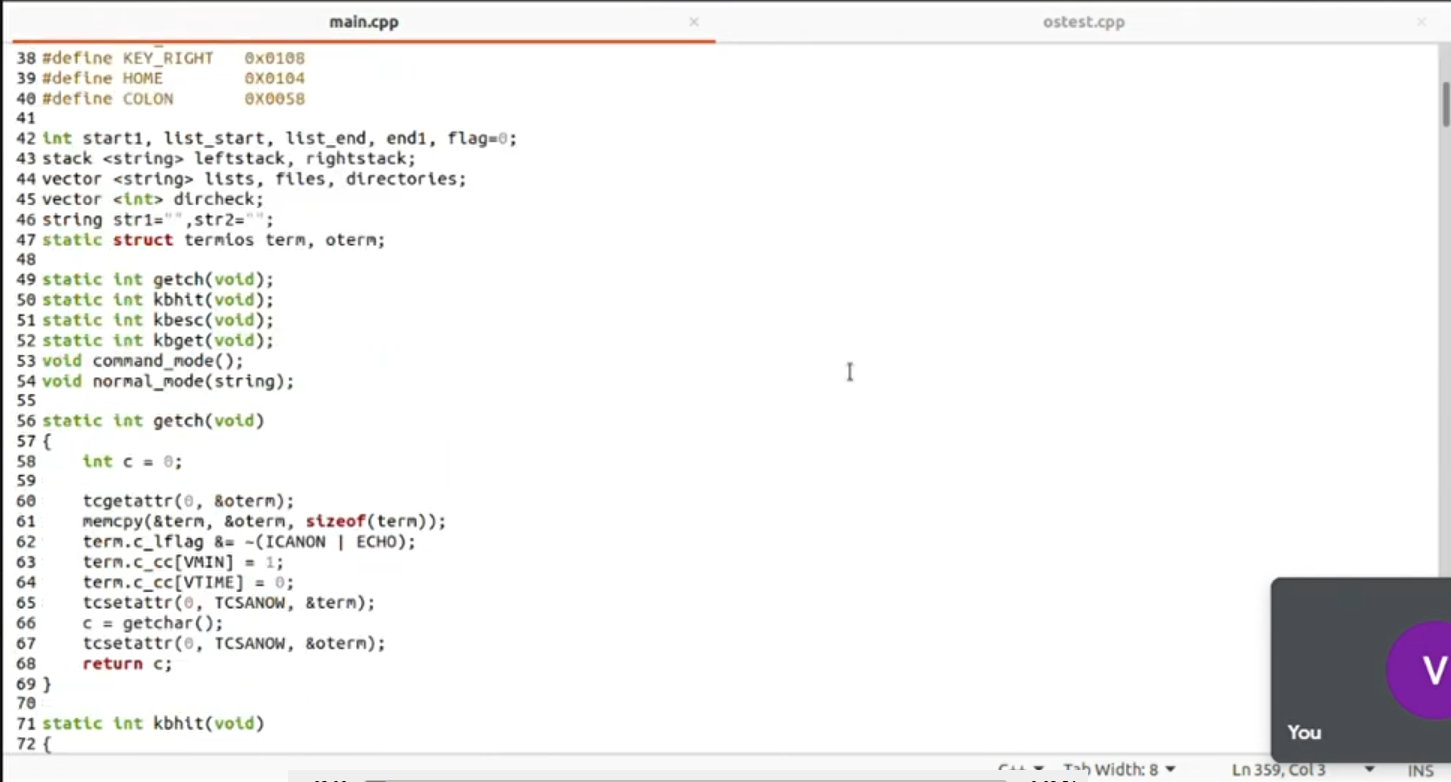 main.cpp × ostest.cpp ×
38 #define KEY_RIGHT 0x0108
39 #define HOME 0X0104
40 #define COLON 0X0058
41
42 int start1, list_start, list_end, end1, flag=0;
43 stack <string> leftstack, rightstack;
44 vector <string> lists, files, directories;
45 vector <int> dircheck;
46 string str1="",str2="";
47 static struct termios term, oterm;
48
49 static int getch(void);
50 static int kbhit(void);
51 static int kbesc(void);
52 static int kbget(void);
53 void command_mode();
54 void normal_mode(string);
55
56 static int getch(void)
57 {
58 int c = 0;
59
60 tcgetattr(0, &oterm);
61 memcpy(&term, &oterm, sizeof(term));
62 term.c_lflag &= ~(ICANON | ECHO);
63 term.c_cc[VMIN] = 1;
64 term.c_cc[VTIME] = 0;
65 tcsetattr(0, TCSANOW, &term);
66 c = getchar();
67 tcsetattr(0, TCSANOW, &oterm);
68 return c;
69 }
70
71 static int kbhit(void)
72 {
V
You
C++ Tab Width: 8 Ln 359, Col 3 INS